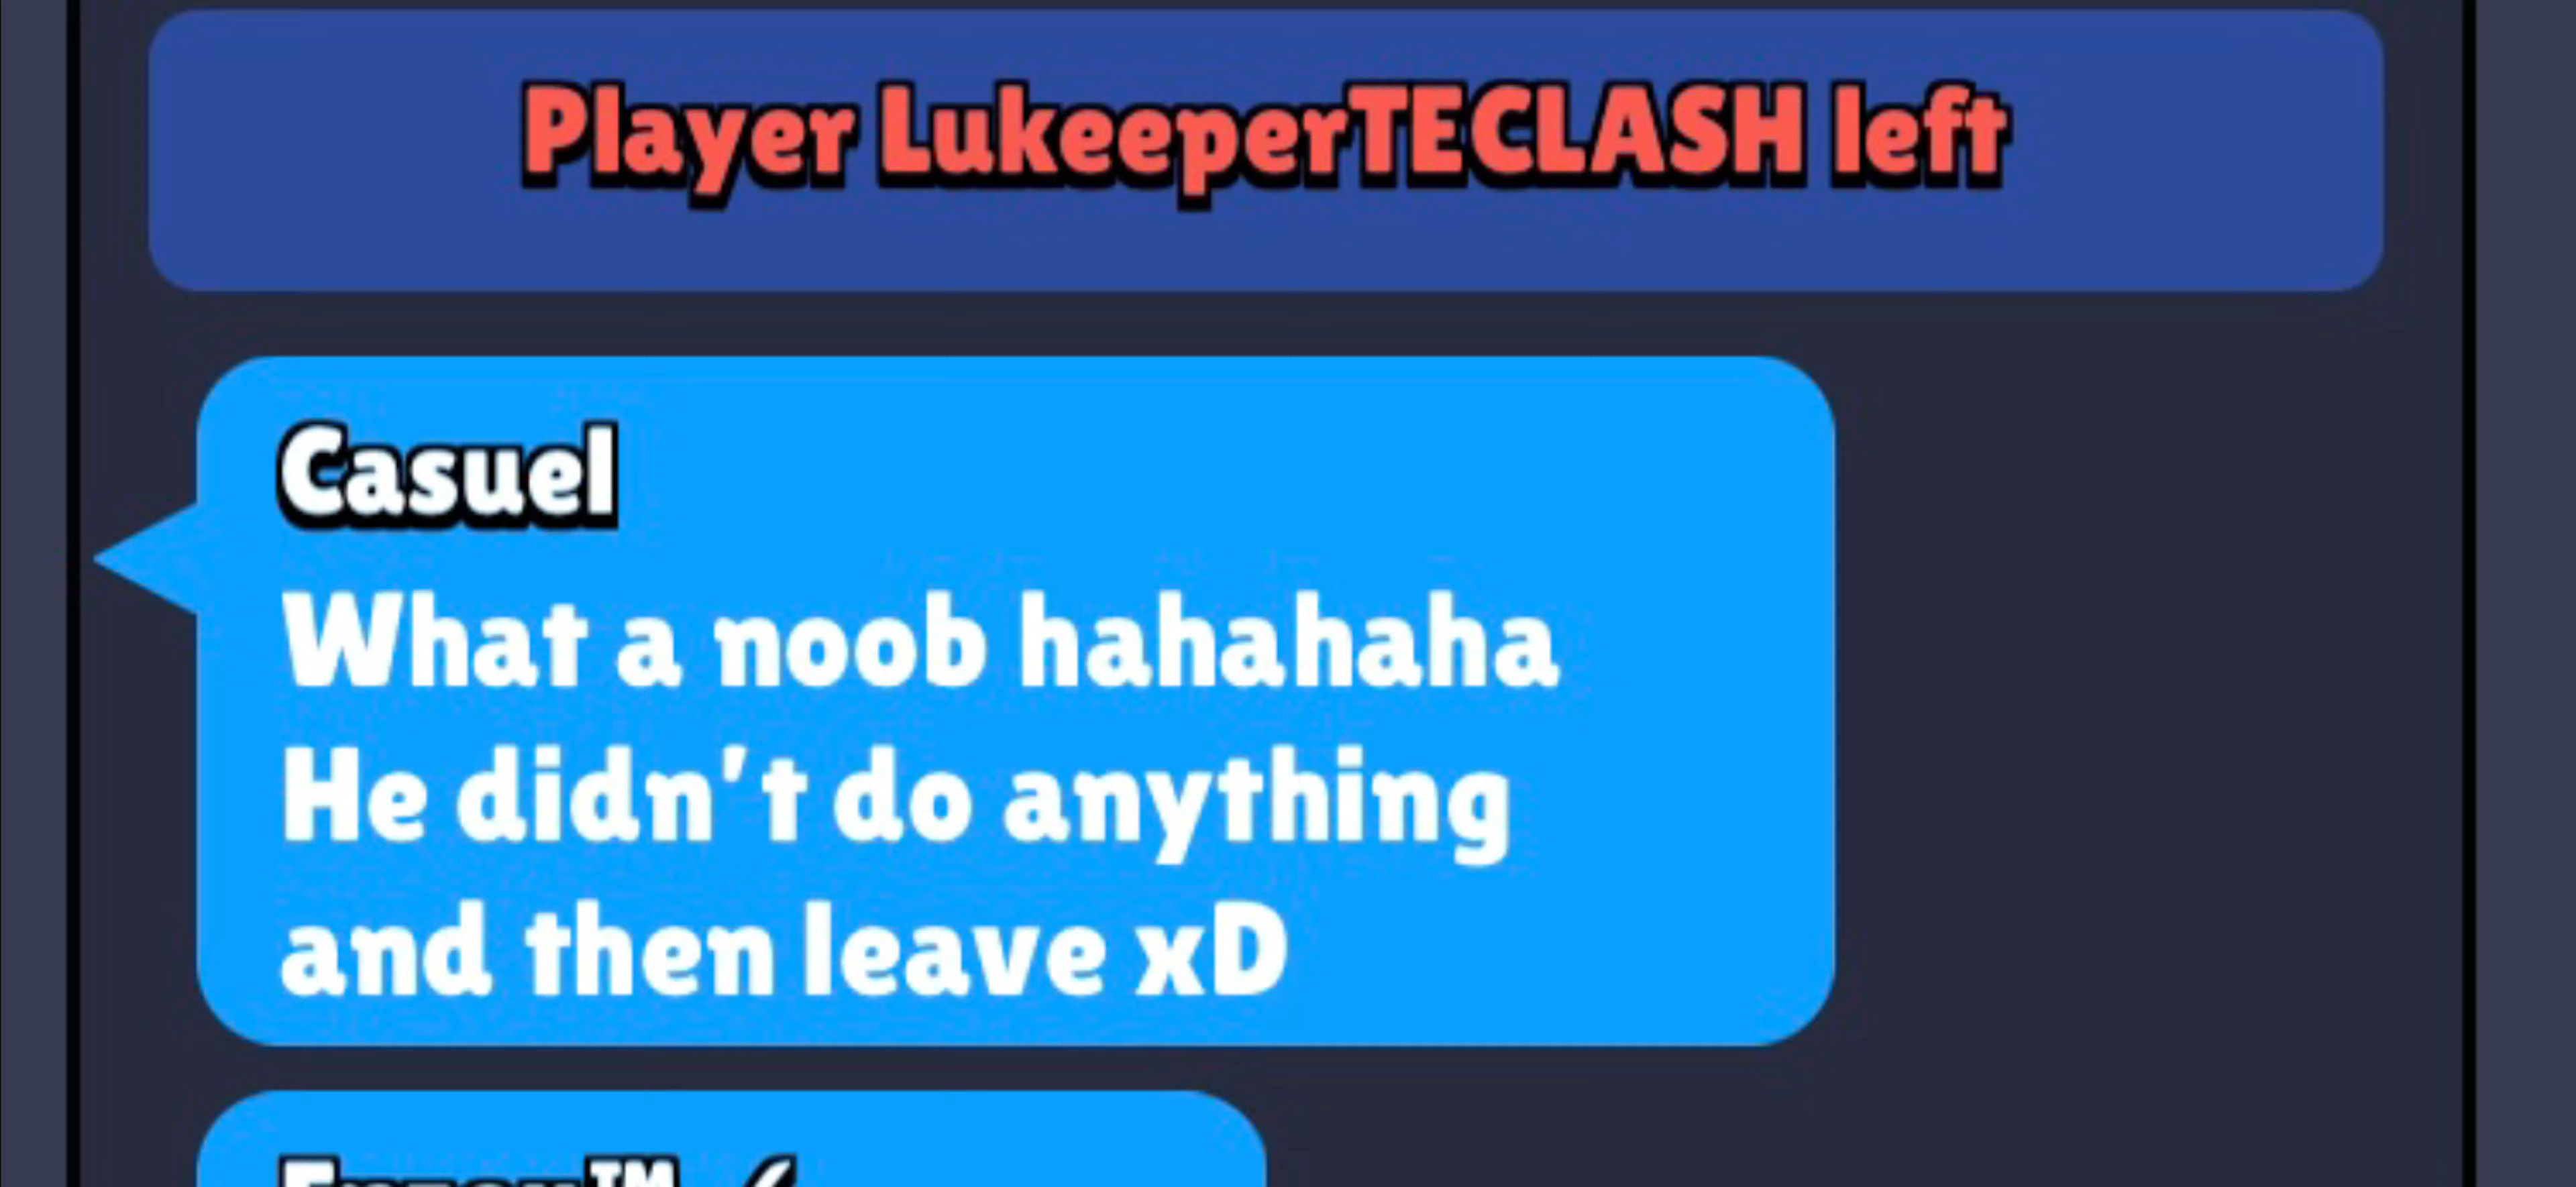 Player LukeeperTECLASH left
Casuel
What a noob hahahaha
He didn't do anything
and then leave xD